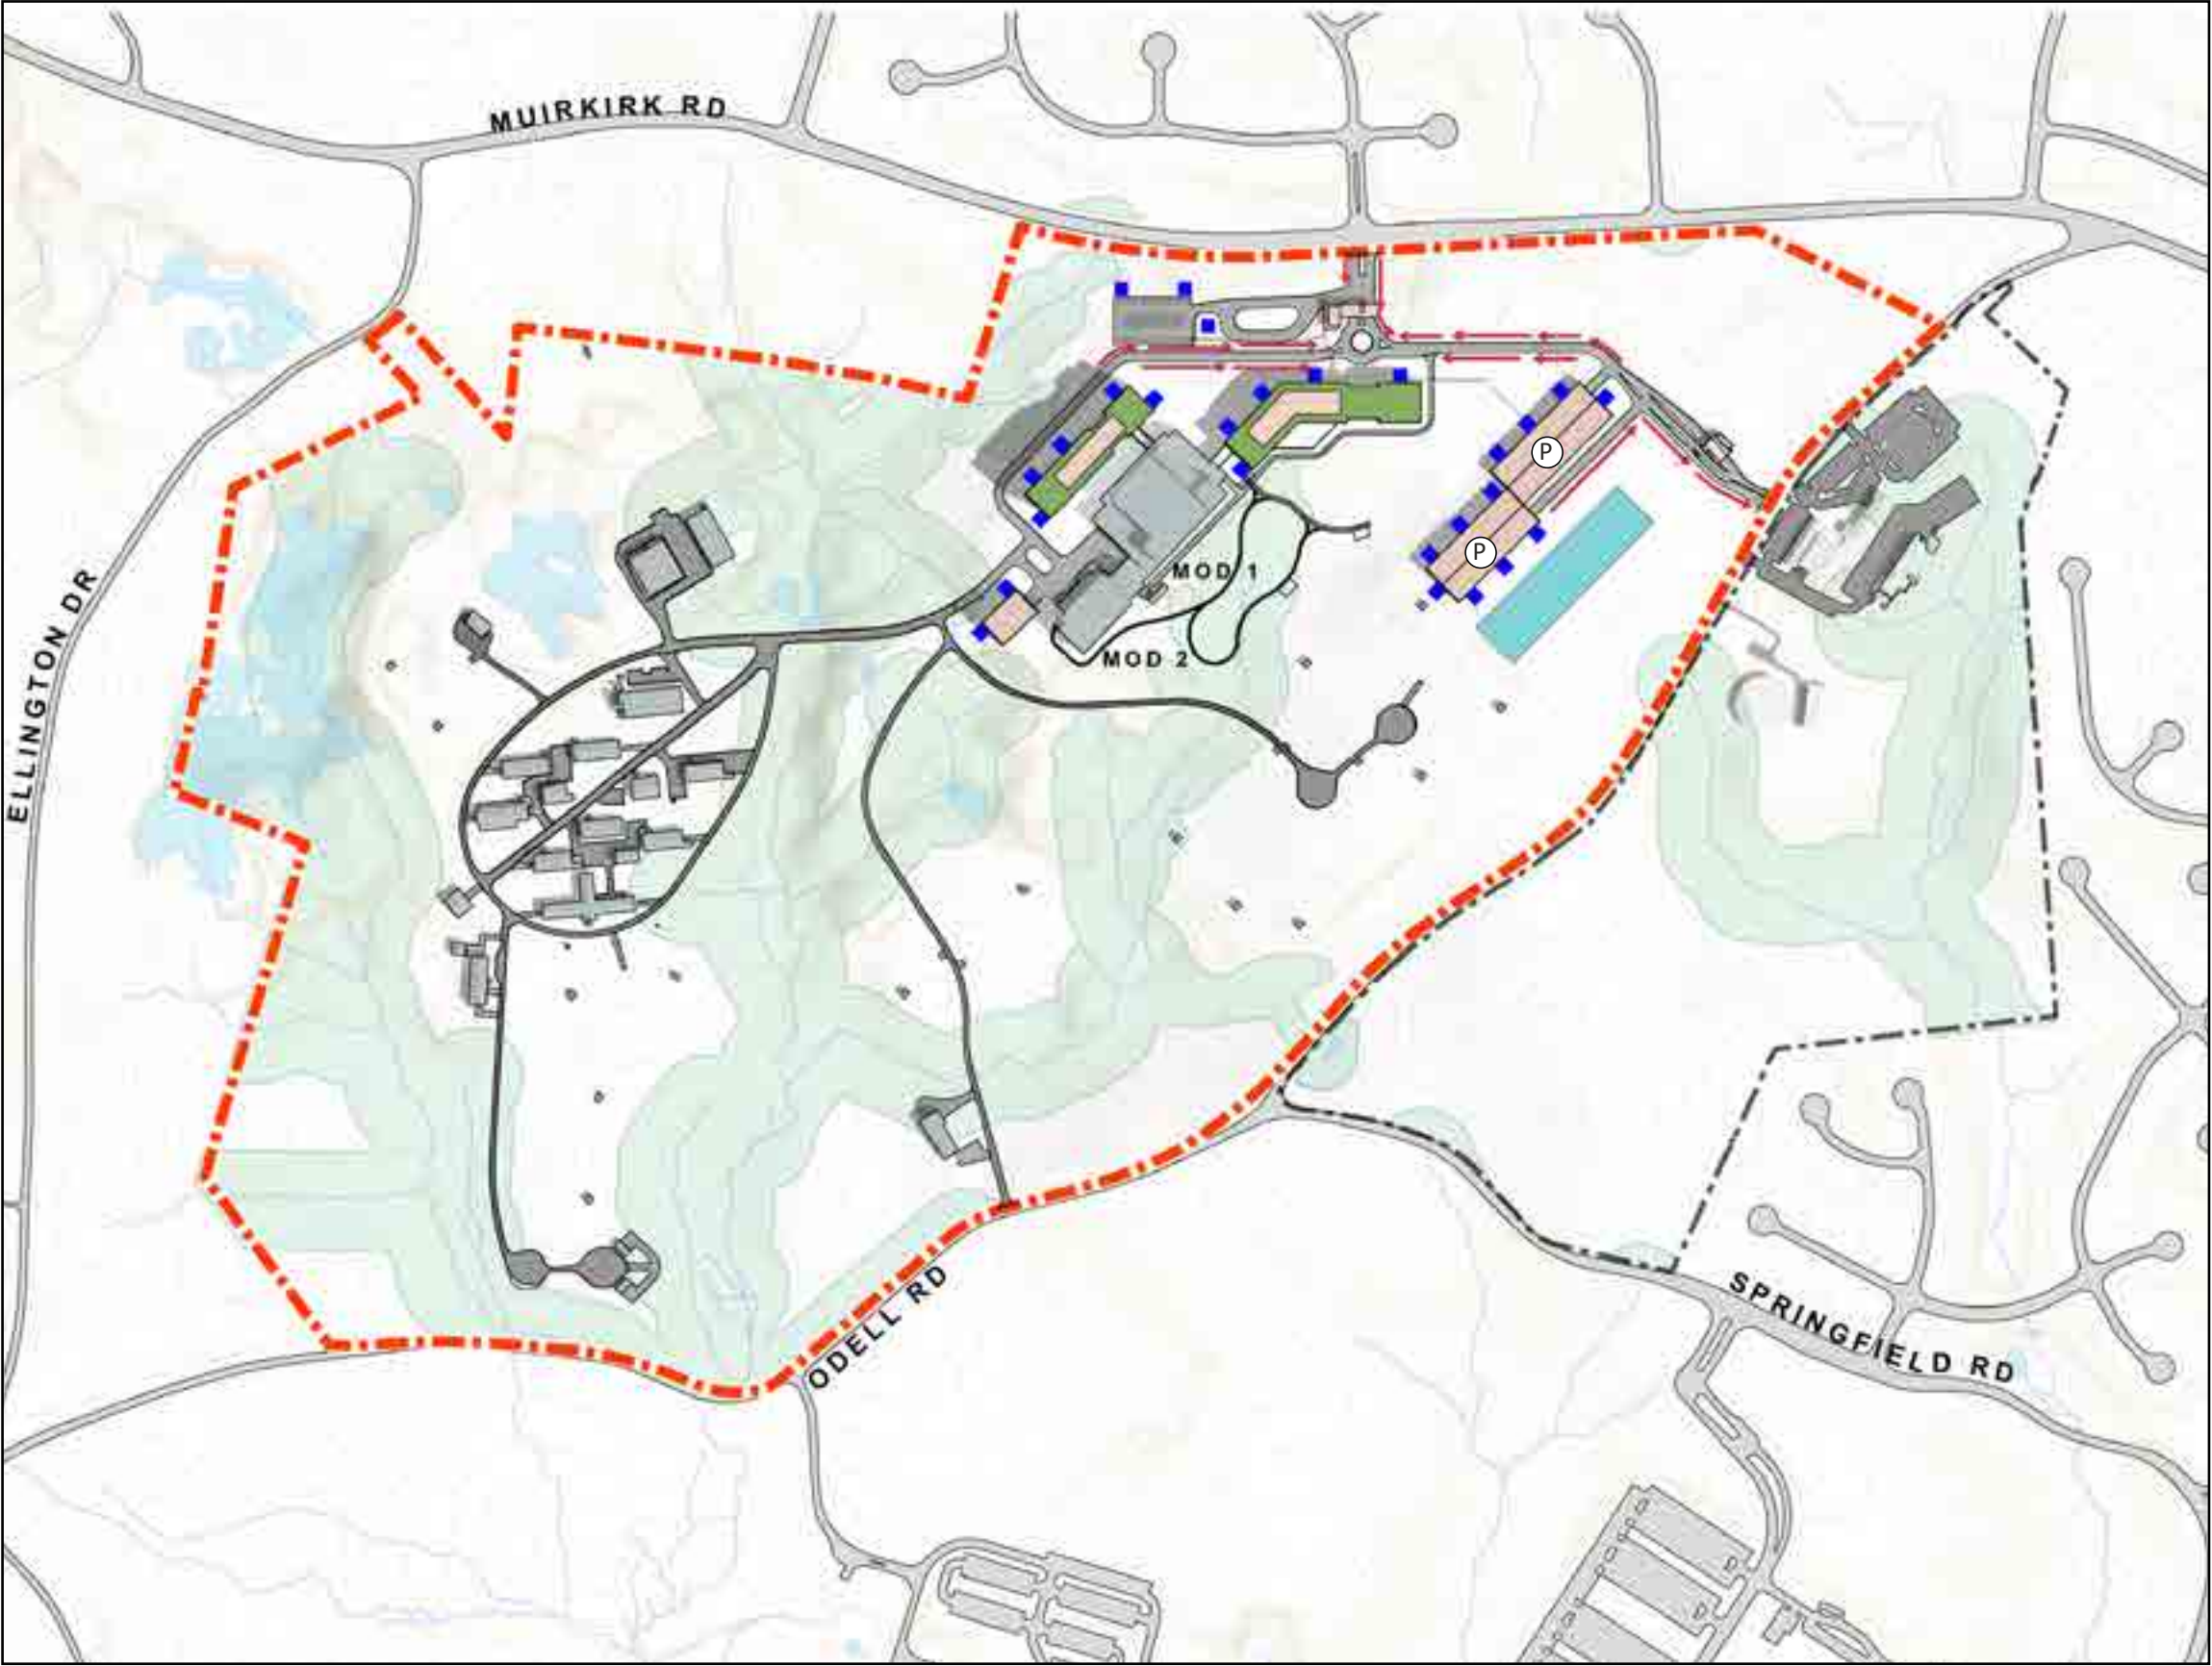 MUIRKIRK RD
P
P
MOD 1
ELLINGTON DR
MOD 2
ODELL RD
SPRINGFIELD RD